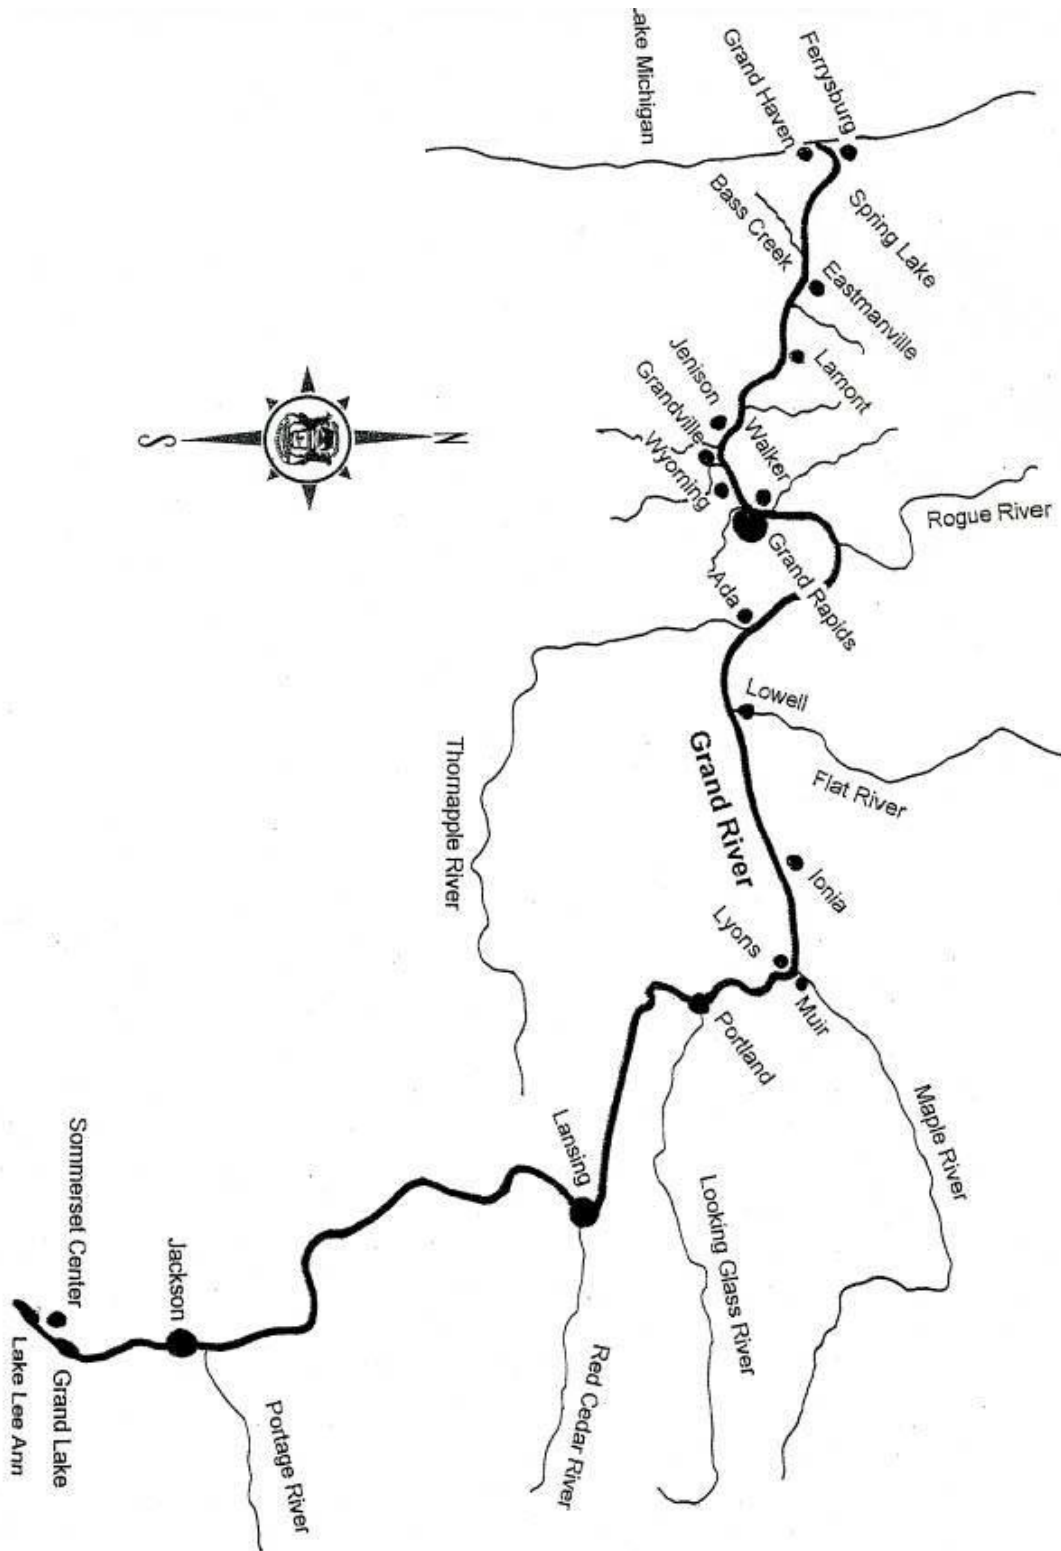 ake Michigan
Grand Haven
Ferrysburg
Spring Lake
Bass Creek
Eastmanville
Lamont
Jenison
Grandville
Wyoming
Walker
Grand Rapids
Rogue River
Ada
Lowell
Flat River
Grand River
Thornapple River
Ionia
Lyons
Muir
Portland
Maple River
Looking Glass River
Lansing
Red Cedar River
Jackson
Portage River
Sommerset Center
Grand Lake
Lake Lee Ann
N
S